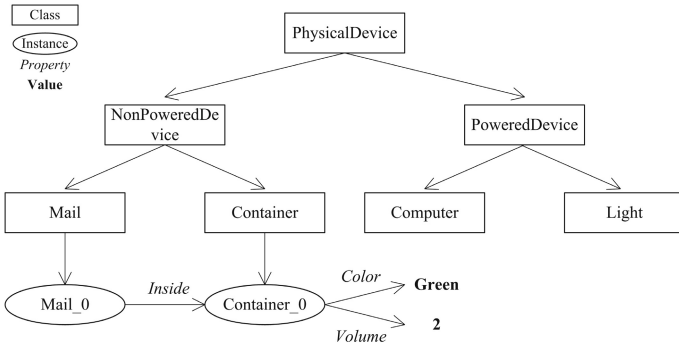 Class
Instance
Property
Value
PhysicalDevice
NonPoweredDe
vice
PoweredDevice
Mail
Container
Computer
Light
Mail_0
Inside
Container_0
Color
Green
Volume
2